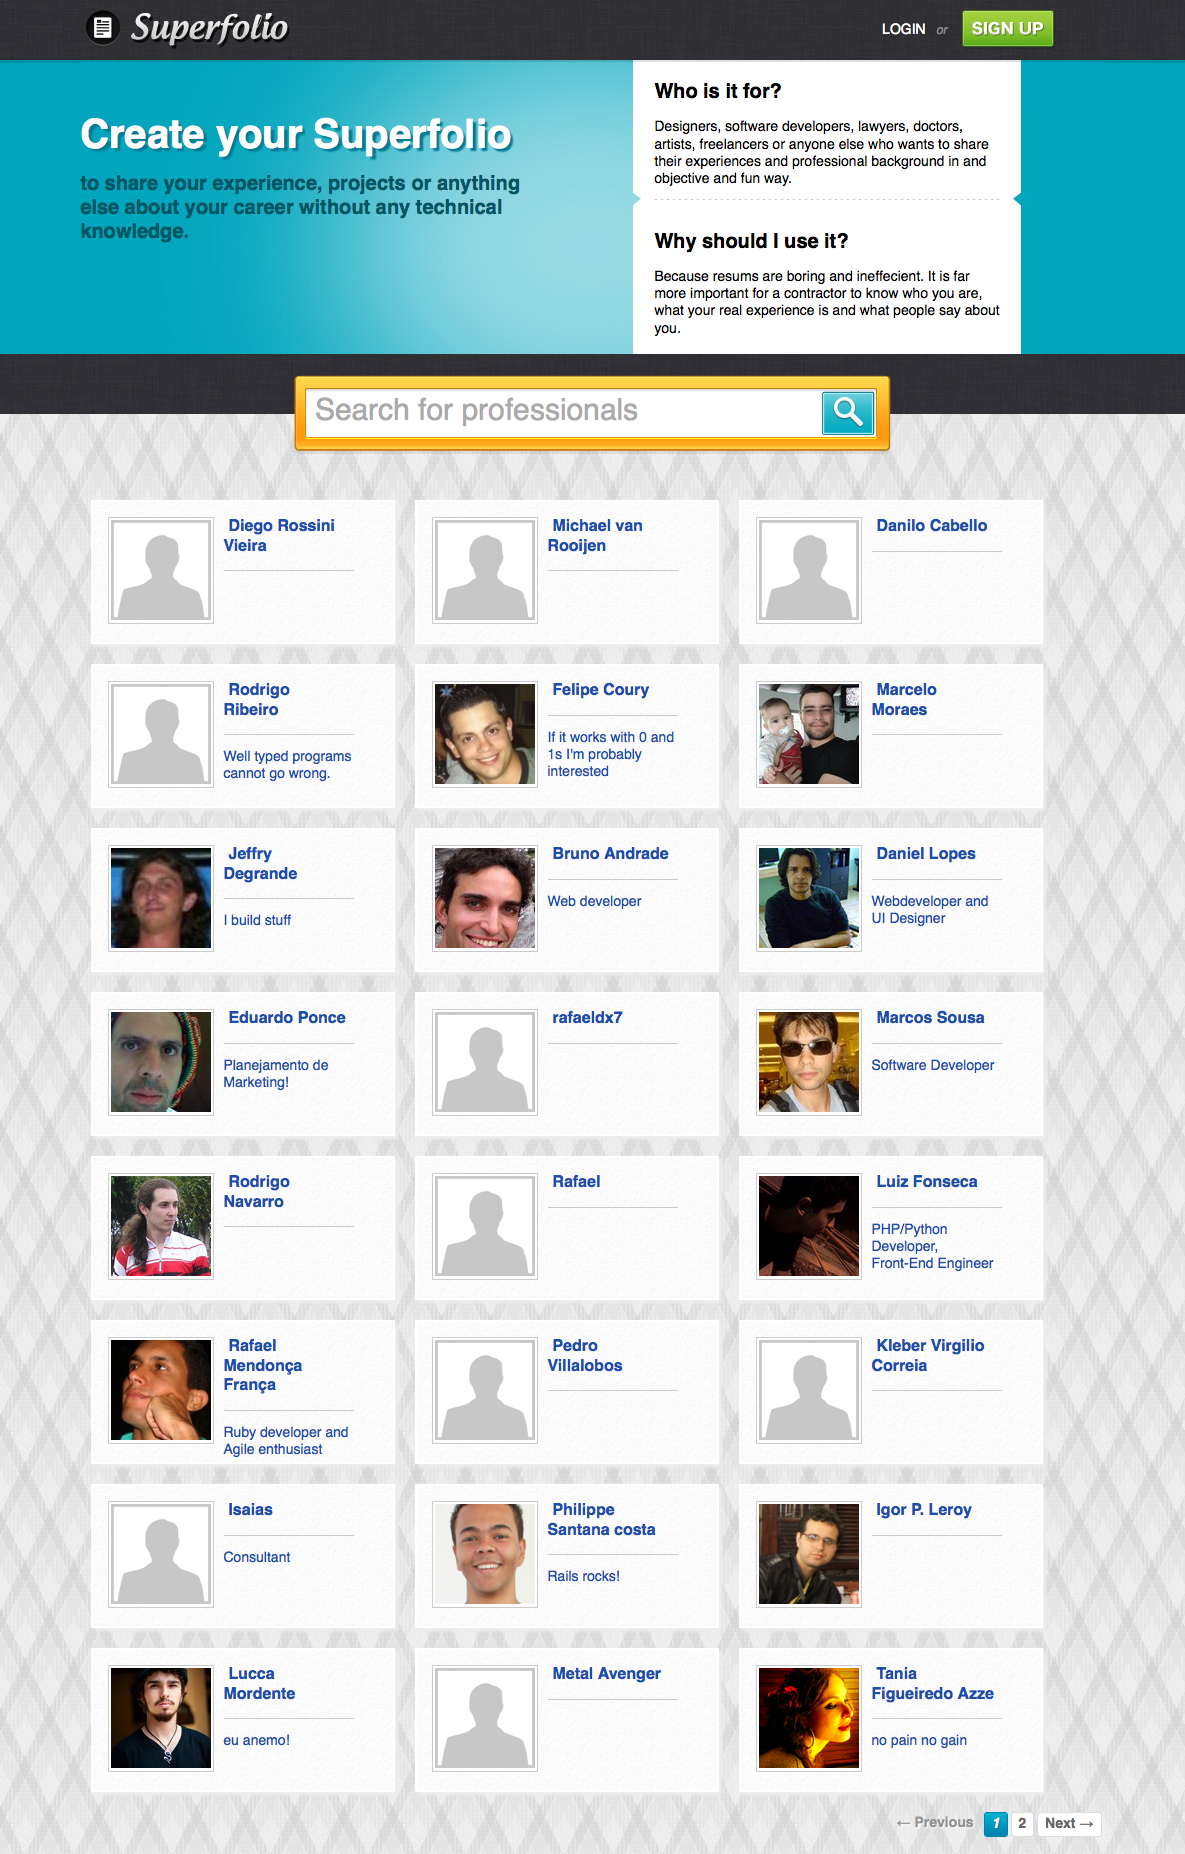 Superfolio
LOGIN or SIGN UP
Create your Superfolio
to share your experience, projects or anything
else about your career without any technical
knowledge.
Who is it for?
Designers, software developers, lawyers, doctors,
artists, freelancers or anyone else who wants to share
their experiences and professional background in and
objective and fun way.
Why should I use it?
Because resums are boring and ineffecient. It is far
more important for a contractor to know who you are,
what your real experience is and what people say about
you.
Search for professionals
Diego Rossini
Vieira
Michael van
Rooijen
Danilo Cabello
Rodrigo
Ribeiro
Well typed programs
cannot go wrong.
Felipe Coury
If it works with 0 and
1s I'm probably
interested
Marcelo
Moraes
Jeffry
Degrande
I build stuff
Bruno Andrade
Web developer
Daniel Lopes
Webdeveloper and
UI Designer
Eduardo Ponce
Planejamento de
Marketing!
rafaeldx7
Marcos Sousa
Software Developer
Rodrigo
Navarro
Rafael
Luiz Fonseca
PHP/Python
Developer,
Front-End Engineer
Rafael
Mendonça
França
Ruby developer and
Agile enthusiast
Pedro
Villalobos
Kleber Virgilio
Correia
Isaias
Consultant
Philippe
Santana costa
Rails rocks!
Igor P. Leroy
Lucca
Mordente
eu anemo!
Metal Avenger
Tania
Figueiredo Azze
no pain no gain
← Previous 1 2 Next →